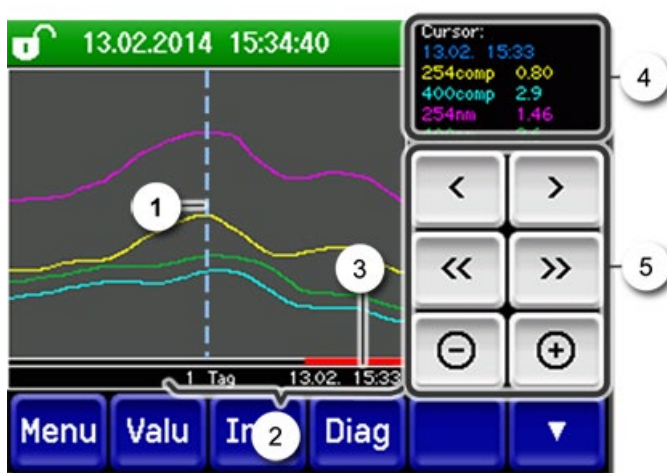 13.02.2014 15:34:40
Cursor:
13.02. 15:33
254comp 0.80
400comp 2.9
254nm 1.46
4
1
3
5
< >
<< >>
1 Tag 13.02. 15:33
2
Menu Valu Diag